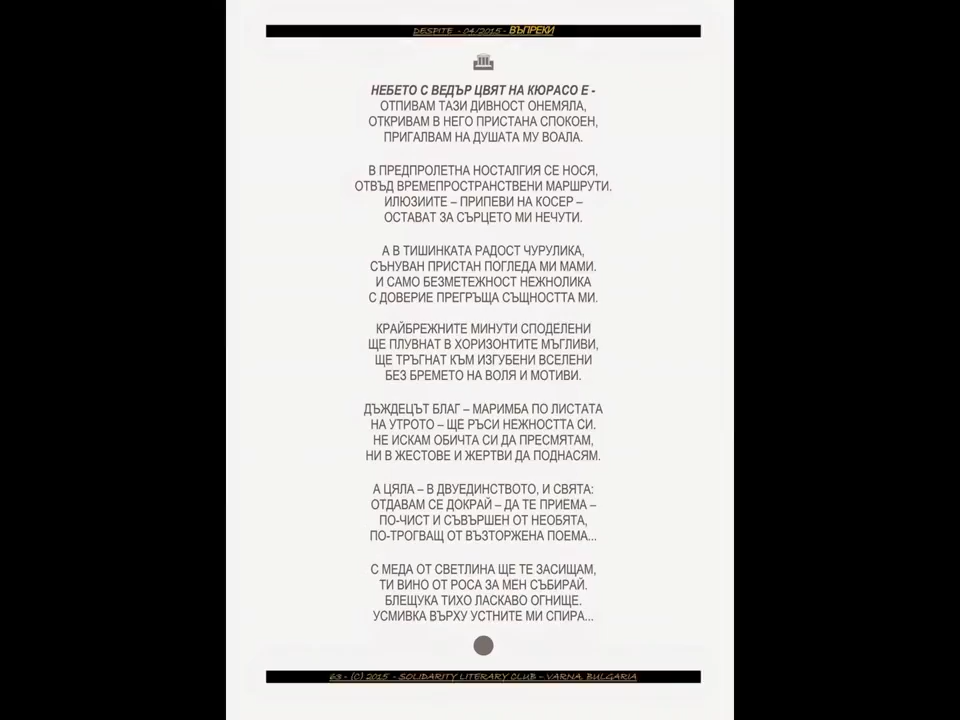 DESPITE - 04/2015 - ВЪПРЕКИ
НЕБЕТО С ВЕДЪР ЦВЯТ НА КЮРАСО Е -
ОТПИВАМ ТАЗИ ДИВНОСТ ОНЕМЯЛА,
ОТКРИВАМ В НЕГО ПРИСТАНА СПОКОЕН,
ПРИГАЛВАМ НА ДУШАТА МУ ВОАЛА.
В ПРЕДПРОЛЕТНА НОСТАЛГИЯ СЕ НОСЯ,
ОТВЪД ВРЕМЕПРОСТРАНСТВЕНИ МАРШРУТИ.
ИЛЮЗИИТЕ – ПРИПЕВИ НА КОСЕР –
ОСТАВАТ ЗА СЪРЦЕТО МИ НЕЧУТИ.
А В ТИШИНКАТА РАДОСТ ЧУРУЛИКА,
СЪНУВАН ПРИСТАН ПОГЛЕДА МИ МАМИ.
И САМО БЕЗМЕТЕЖНОСТ НЕЖНОЛИКА
С ДОВЕРИЕ ПРЕГРЪЩА СЪЩНОСТТА МИ.
КРАЙБРЕЖНИТЕ МИНУТИ СПОДЕЛЕНИ
ЩЕ ПЛУВНАТ В ХОРИЗОНТИТЕ МЪГЛИВИ,
ЩЕ ТРЪГНАТ КЪМ ИЗГУБЕНИ ВСЕЛЕНИ
БЕЗ БРЕМЕТО НА ВОЛЯ И МОТИВИ.
ДЪЖДЕЦЪТ БЛАГ – МАРИМБА ПО ЛИСТАТА
НА УТРОТО – ЩЕ РЪСИ НЕЖНОСТТА СИ.
НЕ ИСКАМ ОБИЧТА СИ ДА ПРЕСМЯТАМ,
НИ В ЖЕСТОВЕ И ЖЕРТВИ ДА ПОДНАСЯМ.
А ЦЯЛА – В ДВУЕДИНСТВОТО, И СВЯТА:
ОТДАВАМ СЕ ДОКРАЙ – ДА ТЕ ПРИЕМА –
ПО-ЧИСТ И СЪВЪРШЕН ОТ НЕОБЯТА,
ПО-ТРОГВАЩ ОТ ВЪЗТОРЖЕНА ПОЕМА...
С МЕДА ОТ СВЕТЛИНА ЩЕ ТЕ ЗАСИЩАМ,
ТИ ВИНО ОТ РОСА ЗА МЕН СЪБИРАЙ.
БЛЕЩУКА ТИХО ЛАСКАВО ОГНИЩЕ.
УСМИВКА ВЪРХУ УСТНИТЕ МИ СПИРА...
63 - (C) 2015 - SOLIDARITY LITERARY CLUB – VARNA, BULGARIA